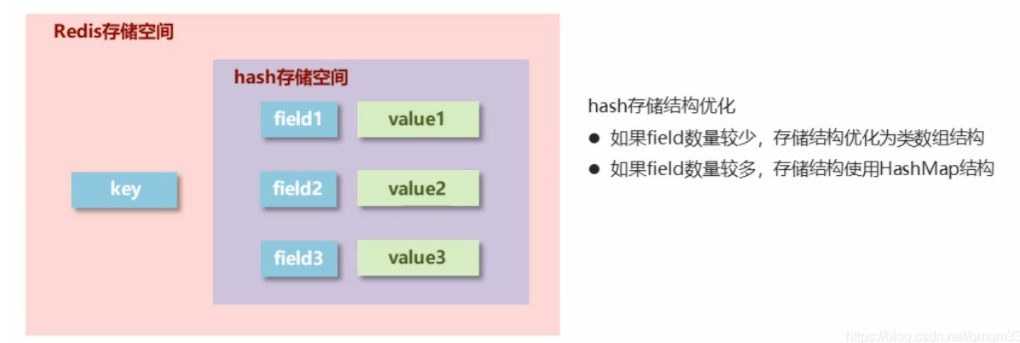 Redis存储空间
hash存储空间
field1 value1
key
field2 value2
field3 value3
hash存储结构优化
● 如果field数量较少，存储结构优化为类数组结构
● 如果field数量较多，存储结构使用HashMap结构
https://blog.csdn.net/qmqm33